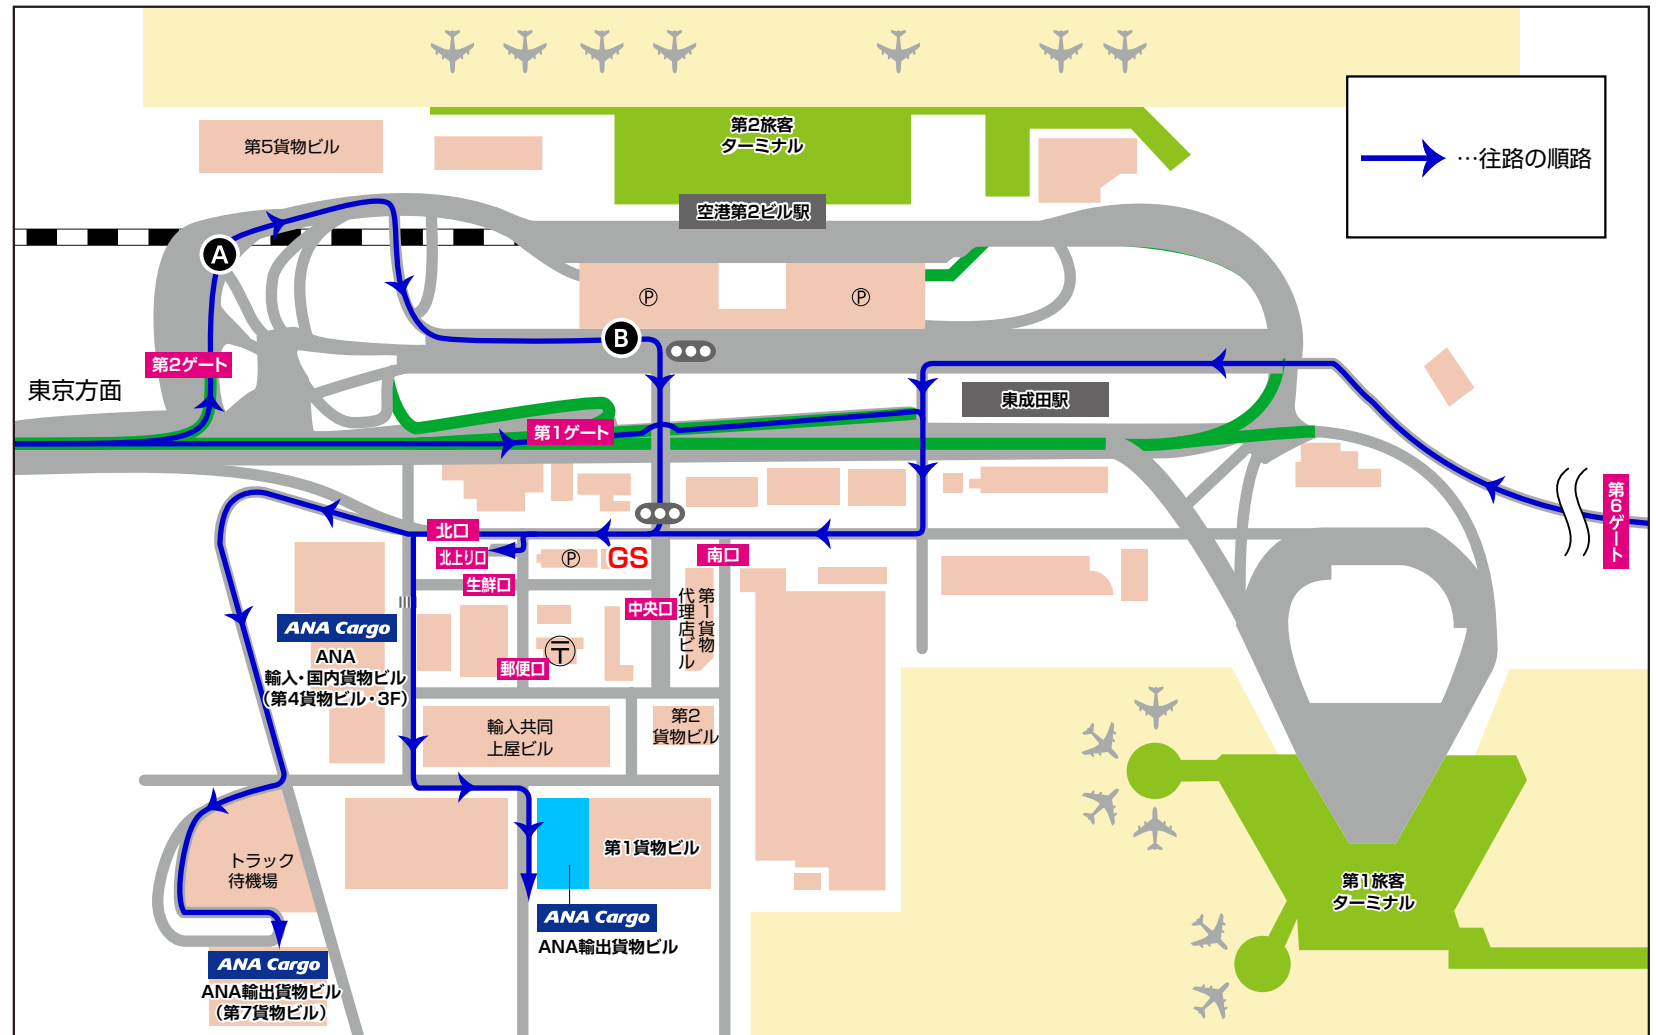 第2旅客
ターミナル
第5貨物ビル
…往路の順路
空港第2ビル駅
A
P
P
B
第2ゲート
東京方面
東成田駅
第1ゲート
第6ゲート
北口
北上り口
P
GS
南口
生鮮口
中央口
第1貨物
代理店ビル
ANA Cargo
ANA
輸入・国内貨物ビル
(第4貨物ビル・3F)
郵便口
〒
輸入共同
上屋ビル
第2
貨物ビル
トラック
待機場
第1貨物ビル
第1旅客
ターミナル
ANA Cargo
ANA輸出貨物ビル
ANA Cargo
ANA輸出貨物ビル
(第7貨物ビル)